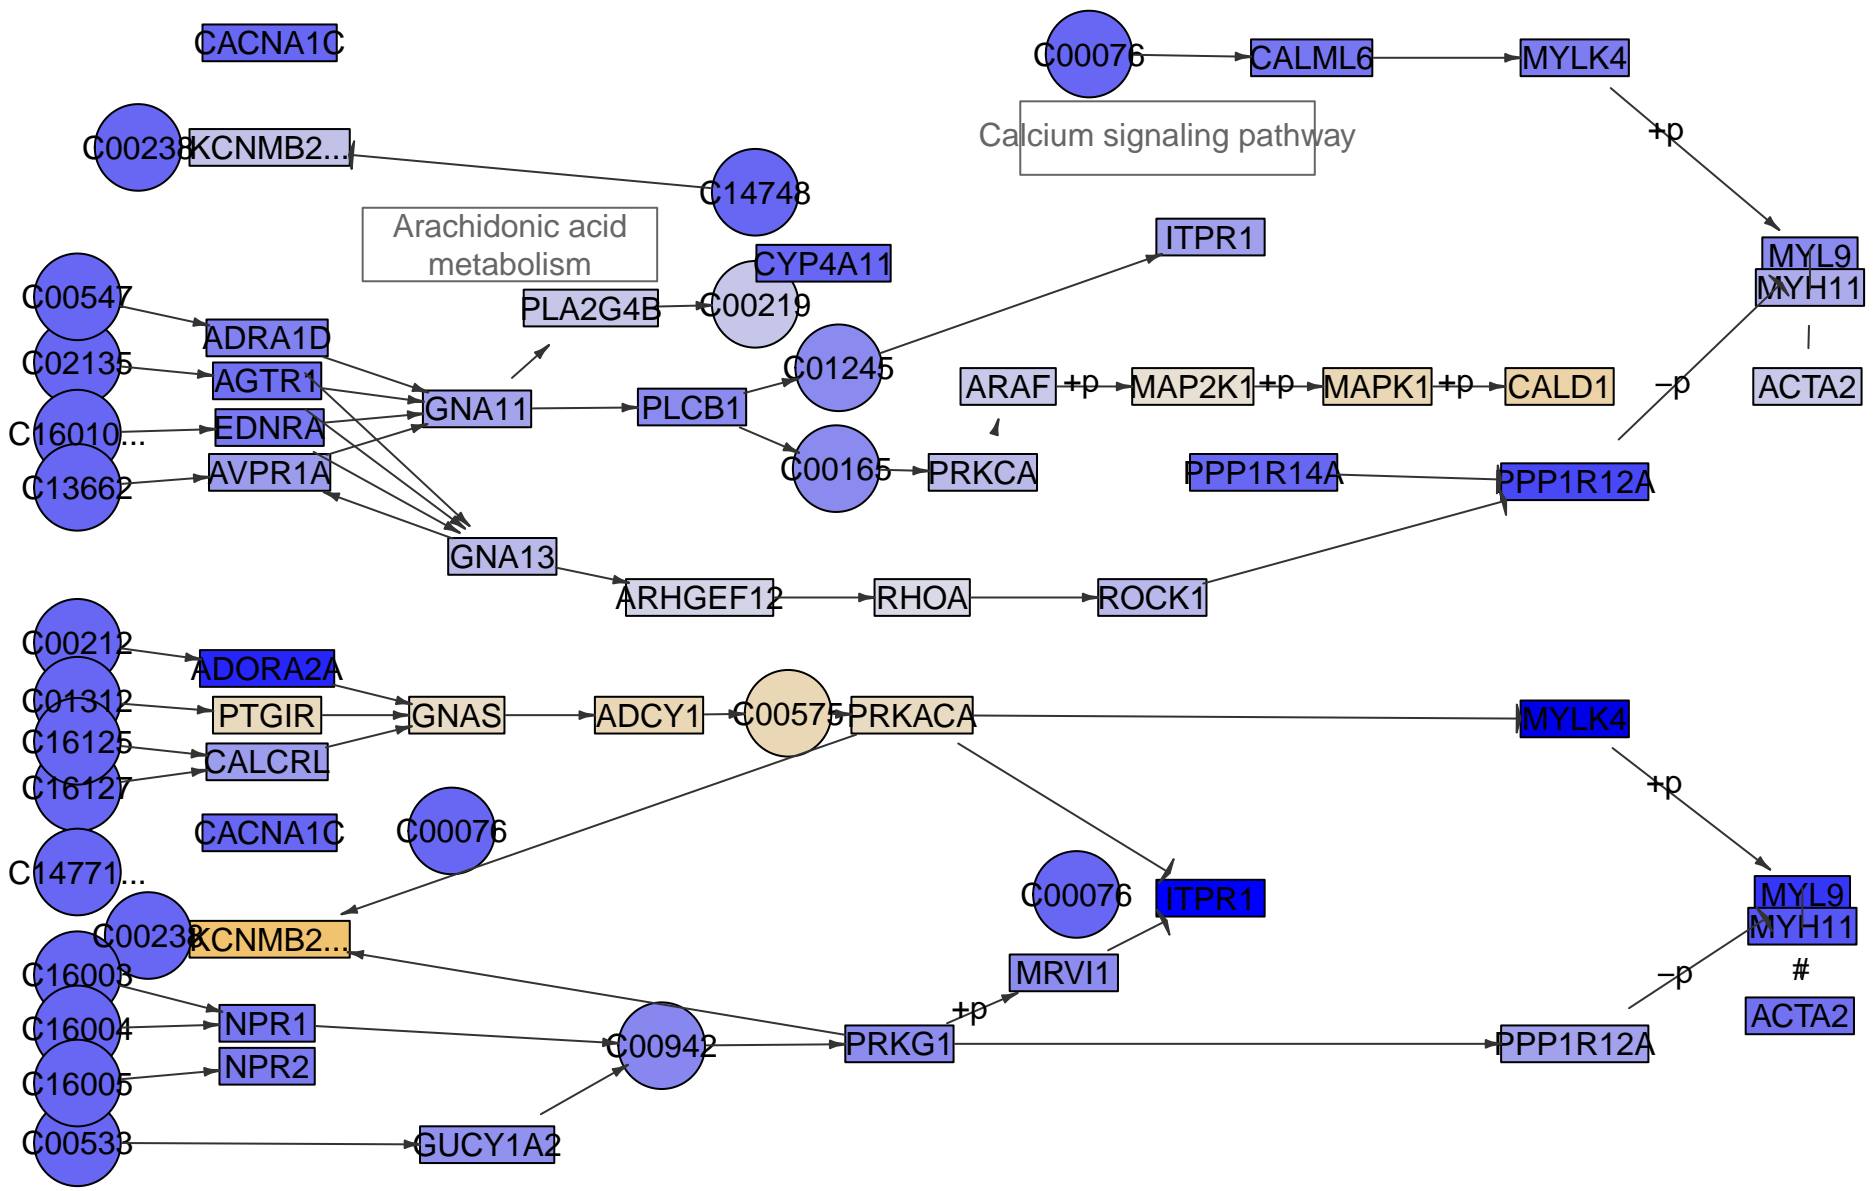 CACNA1C
C00076
CALML6
MYLK4
+p
C00238
KCNMB2...
Calcium signaling pathway
C14748
Arachidonic acid
metabolism
ITPR1
MYL9
MYH11
CYP4A11
C00547
PLA2G4B
C00219
ADRA1D
C02135
AGTR1
C01245
ARAF
+p
MAP2K1
+p
MAPK1
+p
CALD1
–p
ACTA2
GNA11
PLCB1
C16010...
EDNRA
C13662
AVPR1A
C00165
PRKCA
PPP1R14A
PPP1R12A
GNA13
ARHGEF12
RHOA
ROCK1
C00212
ADORA2A
C01312
PTGIR
GNAS
ADCY1
C00575
PRKACA
MYLK4
C16125
CALCRL
C16127
+p
CACNA1C
C00076
C14771...
C00076
ITPR1
MYL9
MYH11
C00238
KCNMB2...
C16003
MRVI1
–p
#
+p
ACTA2
C16004
NPR1
C00942
PRKG1
PPP1R12A
C16005
NPR2
C00533
GUCY1A2